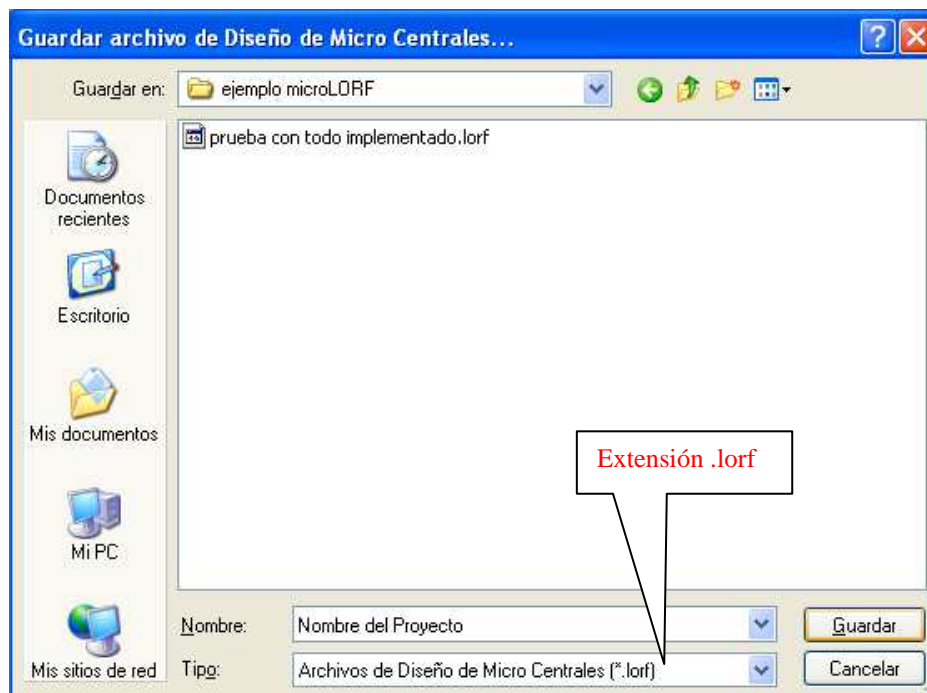 Guardar archivo de Diseño de Micro Centrales...
Guardar en:
ejemplo microLORF
prueba con todo implementado.lorf
Documentos
recientes
Escritorio
Mis documentos
Mi PC
Mis sitios de red
Extensión .lorf
Nombre:
Nombre del Proyecto
Guardar
Tipo:
Archivos de Diseño de Micro Centrales (*.lorf)
Cancelar